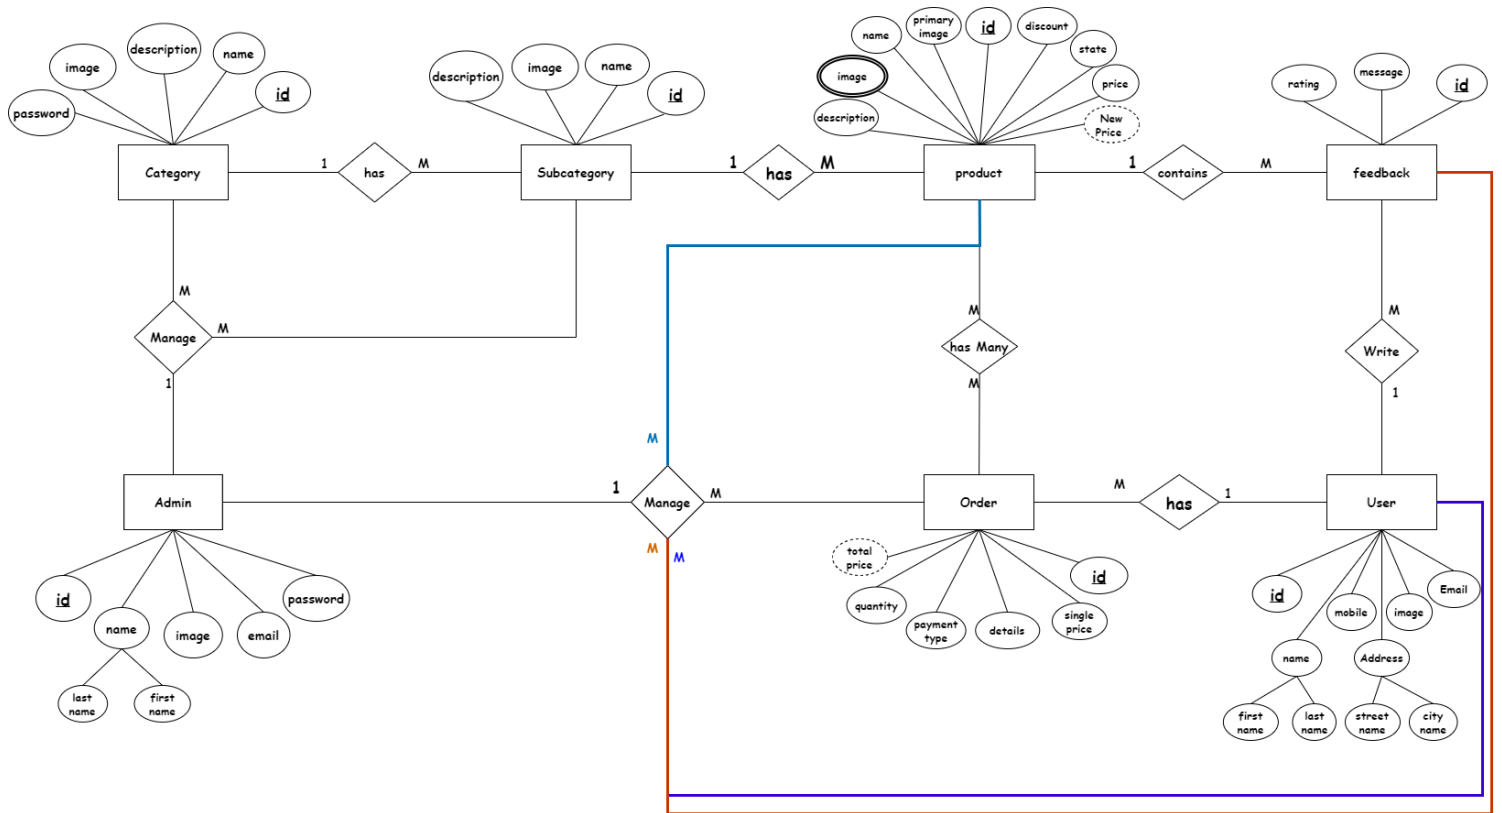 password
image
description
name
id
description
image
name
id
description
image
name
primary
image
id
discount
state
price
New
Price
rating
message
id
Category
1
has
M
Subcategory
1
has
M
product
1
contains
M
feedback
M
Manage
M
1
M
has Many
M
M
Write
1
M
Admin
1
Manage
M
Order
M
has
1
User
M
M
id
name
image
email
password
last
name
first
name
total
price
quantity
payment
type
details
single
price
id
id
mobile
image
Email
name
Address
first
name
last
name
street
name
city
name